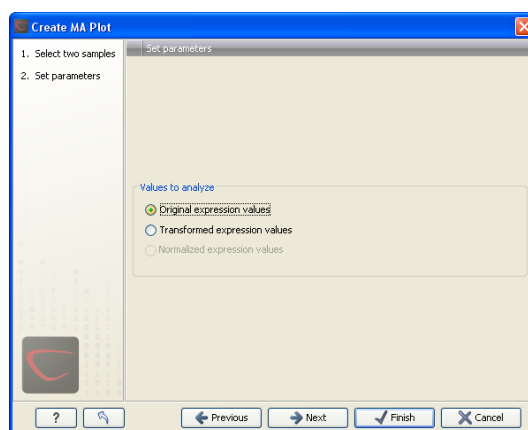 Create MA Plot
1. Select two samples
2. Set parameters
Set parameters
Values to analyze
Original expression values
Transformed expression values
Normalized expression values
?
Previous
Next
Finish
Cancel